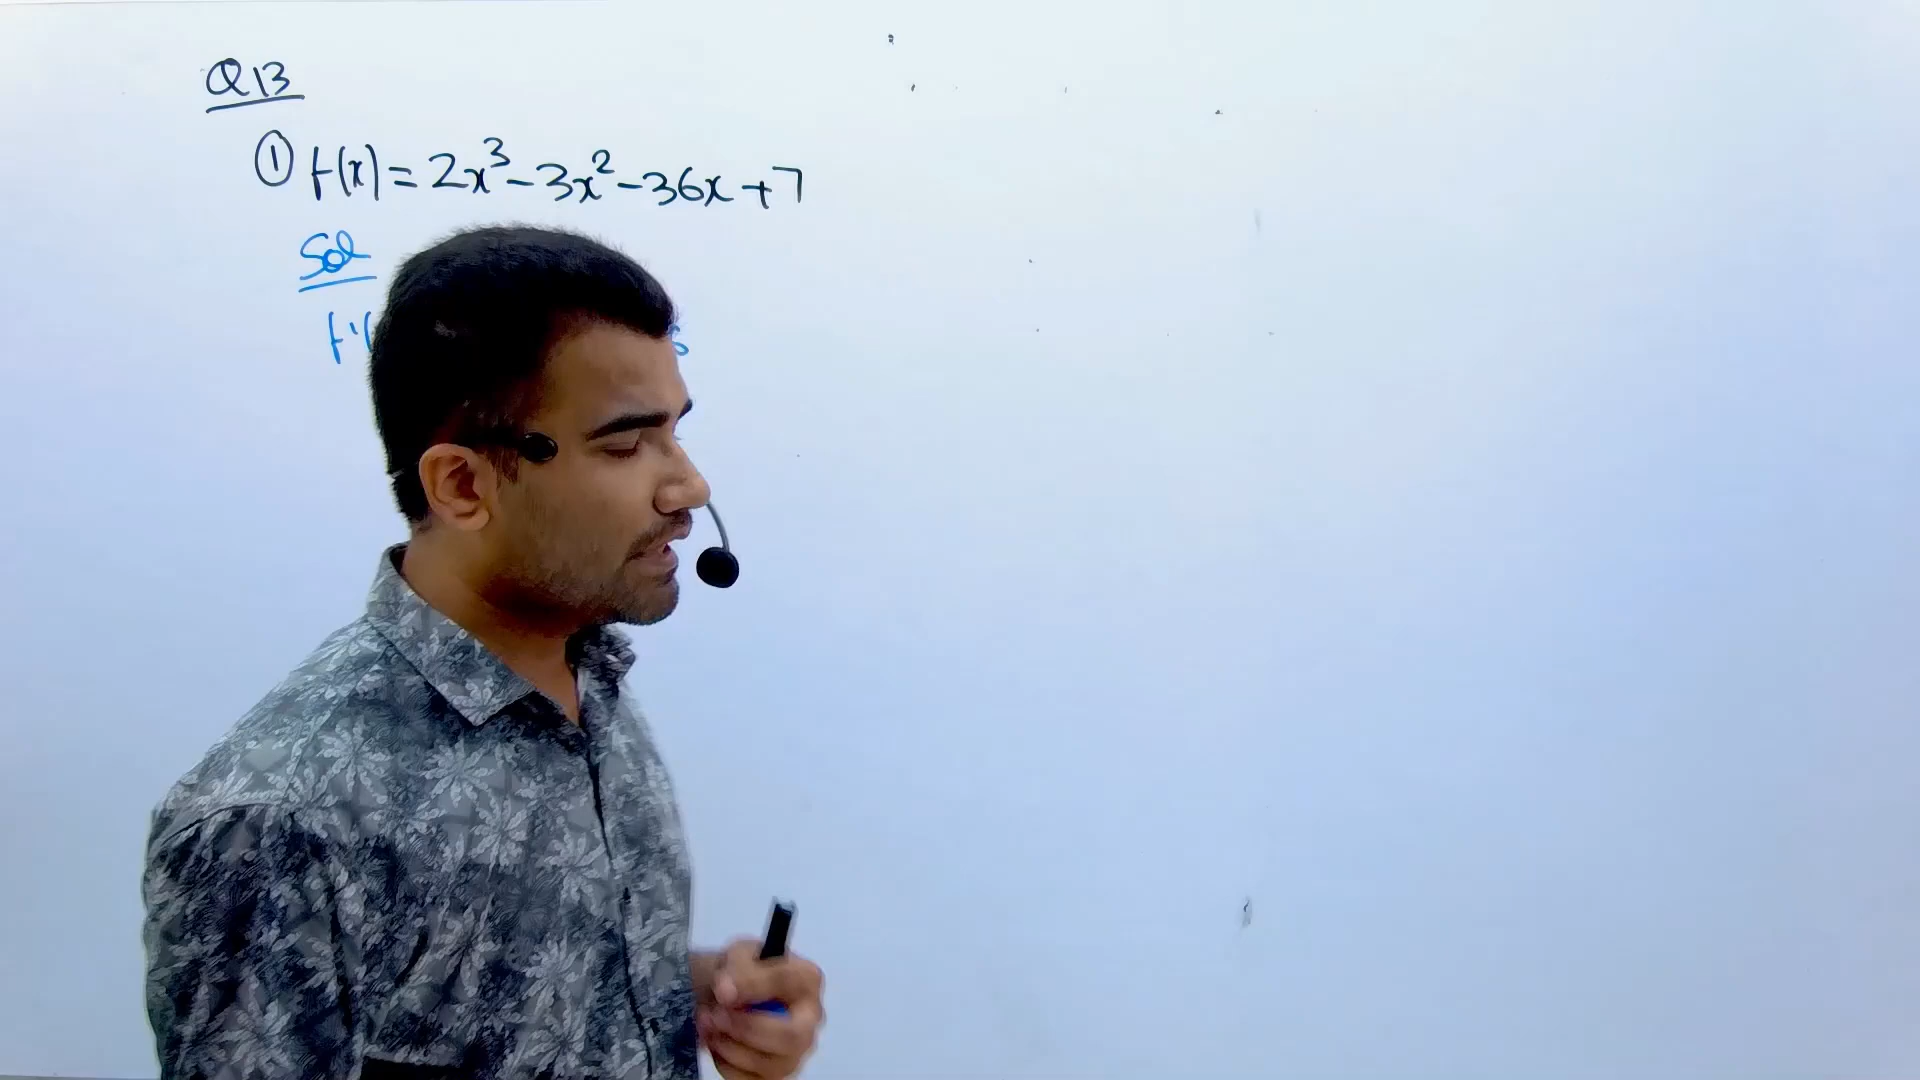 Q13
① f(x) = 2x³ - 3x² - 36x + 7
Sol
f'(